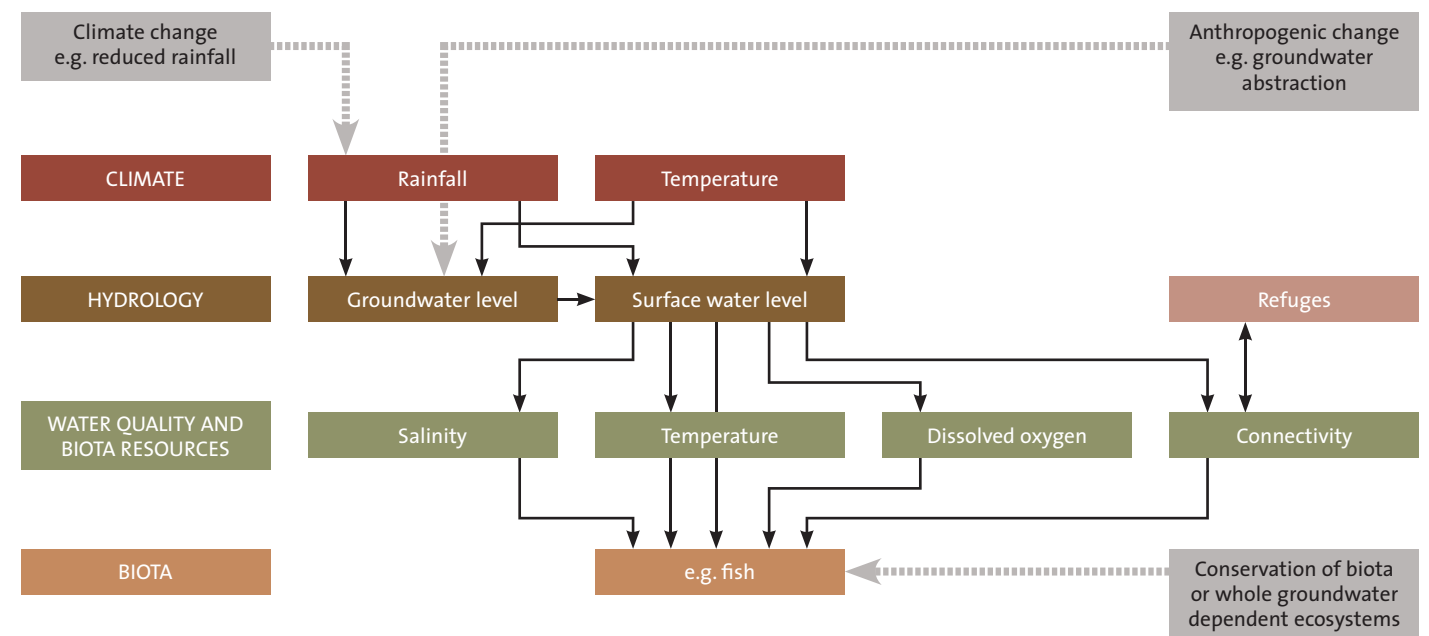 Climate change
e.g. reduced rainfall
Anthropogenic change
e.g. groundwater
abstraction
CLIMATE
Rainfall
Temperature
HYDROLOGY
Groundwater level
Surface water level
Refuges
WATER QUALITY AND
BIOTA RESOURCES
Salinity
Temperature
Dissolved oxygen
Connectivity
BIOTA
e.g. fish
Conservation of biota
or whole groundwater
dependent ecosystems